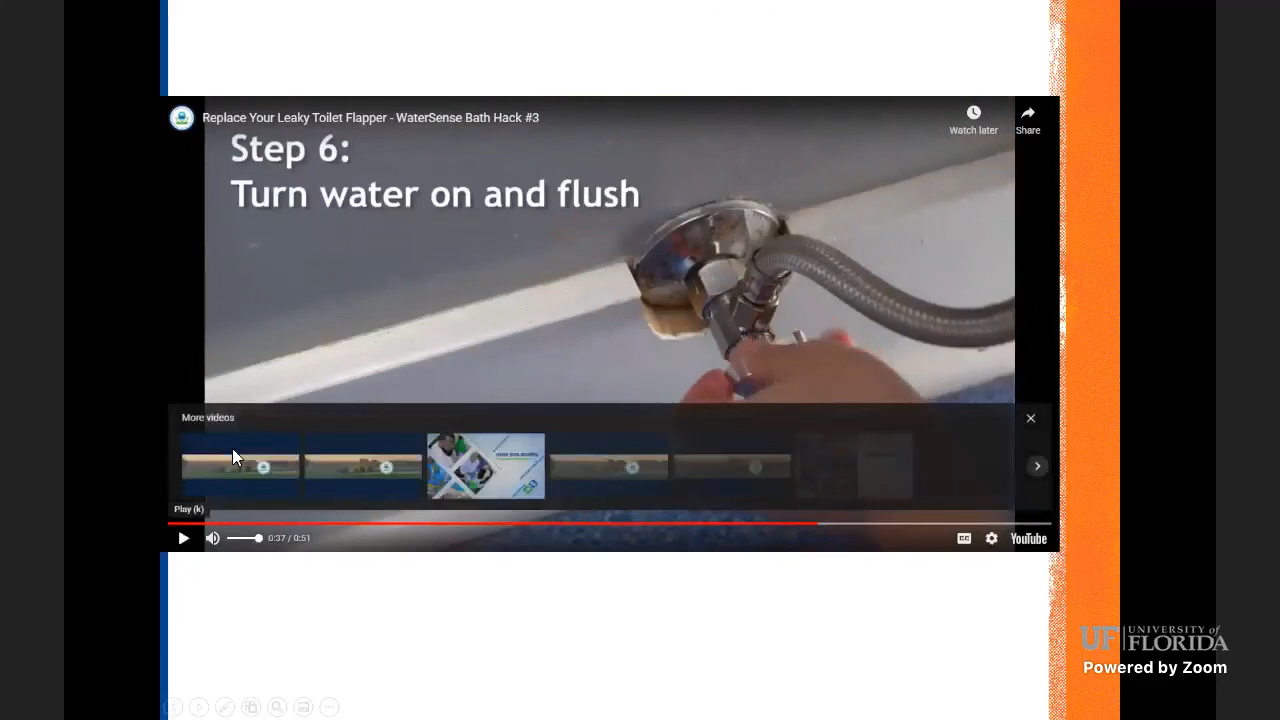 Replace Your Leaky Toilet Flapper - WaterSense Bath Hack #3
Watch later
Share
Step 6:
Turn water on and flush
More videos
Play (k)
0:37 / 0:51
CC
YouTube
UF UNIVERSITY of
FLORIDA
Powered by Zoom